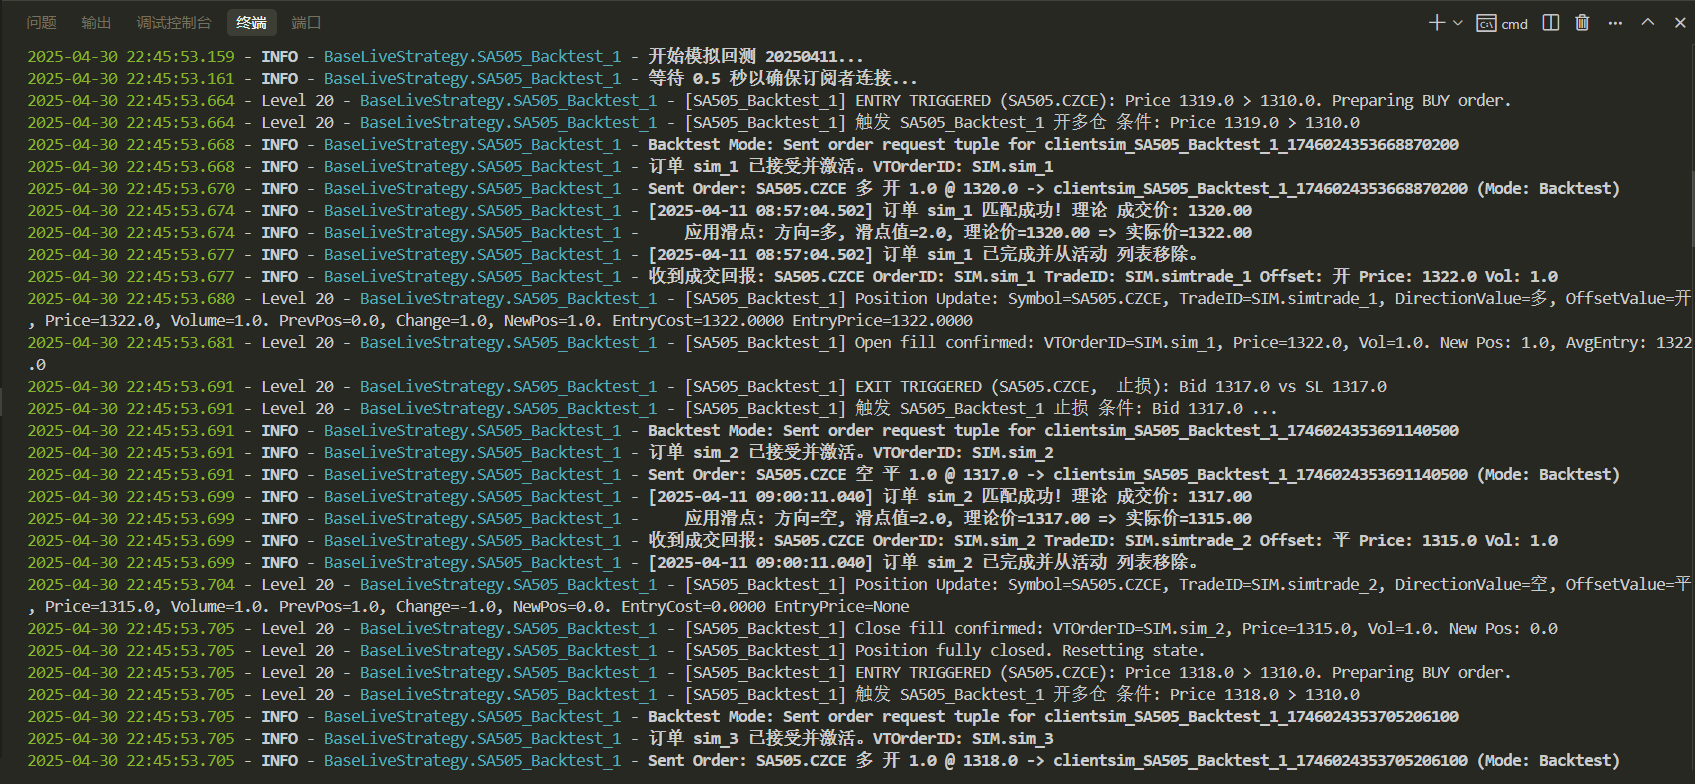 问题 输出 调试控制台 终端 端口 cmd
2025-04-30 22:45:53.159 - INFO - BaseLiveStrategy.SA505_Backtest_1 - 开始模拟回测 20250411...
2025-04-30 22:45:53.161 - INFO - BaseLiveStrategy.SA505_Backtest_1 - 等待 0.5 秒以确保订阅者连接...
2025-04-30 22:45:53.664 - Level 20 - BaseLiveStrategy.SA505_Backtest_1 - [SA505_Backtest_1] ENTRY TRIGGERED (SA505.CZCE): Price 1319.0 > 1310.0. Preparing BUY order.
2025-04-30 22:45:53.664 - Level 20 - BaseLiveStrategy.SA505_Backtest_1 - [SA505_Backtest_1] 触发 SA505_Backtest_1 开多仓 条件: Price 1319.0 > 1310.0
2025-04-30 22:45:53.668 - INFO - BaseLiveStrategy.SA505_Backtest_1 - Backtest Mode: Sent order request tuple for clientsim_SA505_Backtest_1_1746024353668870200
2025-04-30 22:45:53.668 - INFO - BaseLiveStrategy.SA505_Backtest_1 - 订单 sim_1 已接受并激活。VTOrderID: SIM.sim_1
2025-04-30 22:45:53.670 - INFO - BaseLiveStrategy.SA505_Backtest_1 - Sent Order: SA505.CZCE 多 开 1.0 @ 1320.0 -> clientsim_SA505_Backtest_1_1746024353668870200 (Mode: Backtest)
2025-04-30 22:45:53.674 - INFO - BaseLiveStrategy.SA505_Backtest_1 - [2025-04-11 08:57:04.502] 订单 sim_1 匹配成功! 理论 成交价: 1320.00
2025-04-30 22:45:53.674 - INFO - BaseLiveStrategy.SA505_Backtest_1 -     应用滑点: 方向=多, 滑点值=2.0, 理论价=1320.00 => 实际价=1322.00
2025-04-30 22:45:53.677 - INFO - BaseLiveStrategy.SA505_Backtest_1 - [2025-04-11 08:57:04.502] 订单 sim_1 已完成并从活动 列表移除。
2025-04-30 22:45:53.677 - INFO - BaseLiveStrategy.SA505_Backtest_1 - 收到成交回报: SA505.CZCE OrderID: SIM.sim_1 TradeID: SIM.simtrade_1 Offset: 开 Price: 1322.0 Vol: 1.0
2025-04-30 22:45:53.680 - Level 20 - BaseLiveStrategy.SA505_Backtest_1 - [SA505_Backtest_1] Position Update: Symbol=SA505.CZCE, TradeID=SIM.simtrade_1, DirectionValue=多, OffsetValue=开
, Price=1322.0, Volume=1.0. PrevPos=0.0, Change=1.0, NewPos=1.0. EntryCost=1322.0000 EntryPrice=1322.0000
2025-04-30 22:45:53.681 - Level 20 - BaseLiveStrategy.SA505_Backtest_1 - [SA505_Backtest_1] Open fill confirmed: VTOrderID=SIM.sim_1, Price=1322.0, Vol=1.0. New Pos: 1.0, AvgEntry: 1322
.0
2025-04-30 22:45:53.691 - Level 20 - BaseLiveStrategy.SA505_Backtest_1 - [SA505_Backtest_1] EXIT TRIGGERED (SA505.CZCE,  止损): Bid 1317.0 vs SL 1317.0
2025-04-30 22:45:53.691 - Level 20 - BaseLiveStrategy.SA505_Backtest_1 - [SA505_Backtest_1] 触发 SA505_Backtest_1 止损 条件: Bid 1317.0 ...
2025-04-30 22:45:53.691 - INFO - BaseLiveStrategy.SA505_Backtest_1 - Backtest Mode: Sent order request tuple for clientsim_SA505_Backtest_1_1746024353691140500
2025-04-30 22:45:53.691 - INFO - BaseLiveStrategy.SA505_Backtest_1 - 订单 sim_2 已接受并激活。VTOrderID: SIM.sim_2
2025-04-30 22:45:53.691 - INFO - BaseLiveStrategy.SA505_Backtest_1 - Sent Order: SA505.CZCE 空 平 1.0 @ 1317.0 -> clientsim_SA505_Backtest_1_1746024353691140500 (Mode: Backtest)
2025-04-30 22:45:53.699 - INFO - BaseLiveStrategy.SA505_Backtest_1 - [2025-04-11 09:00:11.040] 订单 sim_2 匹配成功! 理论 成交价: 1317.00
2025-04-30 22:45:53.699 - INFO - BaseLiveStrategy.SA505_Backtest_1 -     应用滑点: 方向=空, 滑点值=2.0, 理论价=1317.00 => 实际价=1315.00
2025-04-30 22:45:53.699 - INFO - BaseLiveStrategy.SA505_Backtest_1 - 收到成交回报: SA505.CZCE OrderID: SIM.sim_2 TradeID: SIM.simtrade_2 Offset: 平 Price: 1315.0 Vol: 1.0
2025-04-30 22:45:53.699 - INFO - BaseLiveStrategy.SA505_Backtest_1 - [2025-04-11 09:00:11.040] 订单 sim_2 已完成并从活动 列表移除。
2025-04-30 22:45:53.704 - Level 20 - BaseLiveStrategy.SA505_Backtest_1 - [SA505_Backtest_1] Position Update: Symbol=SA505.CZCE, TradeID=SIM.simtrade_2, DirectionValue=空, OffsetValue=平
, Price=1315.0, Volume=1.0. PrevPos=1.0, Change=-1.0, NewPos=0.0. EntryCost=0.0000 EntryPrice=None
2025-04-30 22:45:53.705 - Level 20 - BaseLiveStrategy.SA505_Backtest_1 - [SA505_Backtest_1] Close fill confirmed: VTOrderID=SIM.sim_2, Price=1315.0, Vol=1.0. New Pos: 0.0
2025-04-30 22:45:53.705 - Level 20 - BaseLiveStrategy.SA505_Backtest_1 - [SA505_Backtest_1] Position fully closed. Resetting state.
2025-04-30 22:45:53.705 - Level 20 - BaseLiveStrategy.SA505_Backtest_1 - [SA505_Backtest_1] ENTRY TRIGGERED (SA505.CZCE): Price 1318.0 > 1310.0. Preparing BUY order.
2025-04-30 22:45:53.705 - Level 20 - BaseLiveStrategy.SA505_Backtest_1 - [SA505_Backtest_1] 触发 SA505_Backtest_1 开多仓 条件: Price 1318.0 > 1310.0
2025-04-30 22:45:53.705 - INFO - BaseLiveStrategy.SA505_Backtest_1 - Backtest Mode: Sent order request tuple for clientsim_SA505_Backtest_1_1746024353705206100
2025-04-30 22:45:53.705 - INFO - BaseLiveStrategy.SA505_Backtest_1 - 订单 sim_3 已接受并激活。VTOrderID: SIM.sim_3
2025-04-30 22:45:53.705 - INFO - BaseLiveStrategy.SA505_Backtest_1 - Sent Order: SA505.CZCE 多 开 1.0 @ 1318.0 -> clientsim_SA505_Backtest_1_1746024353705206100 (Mode: Backtest)